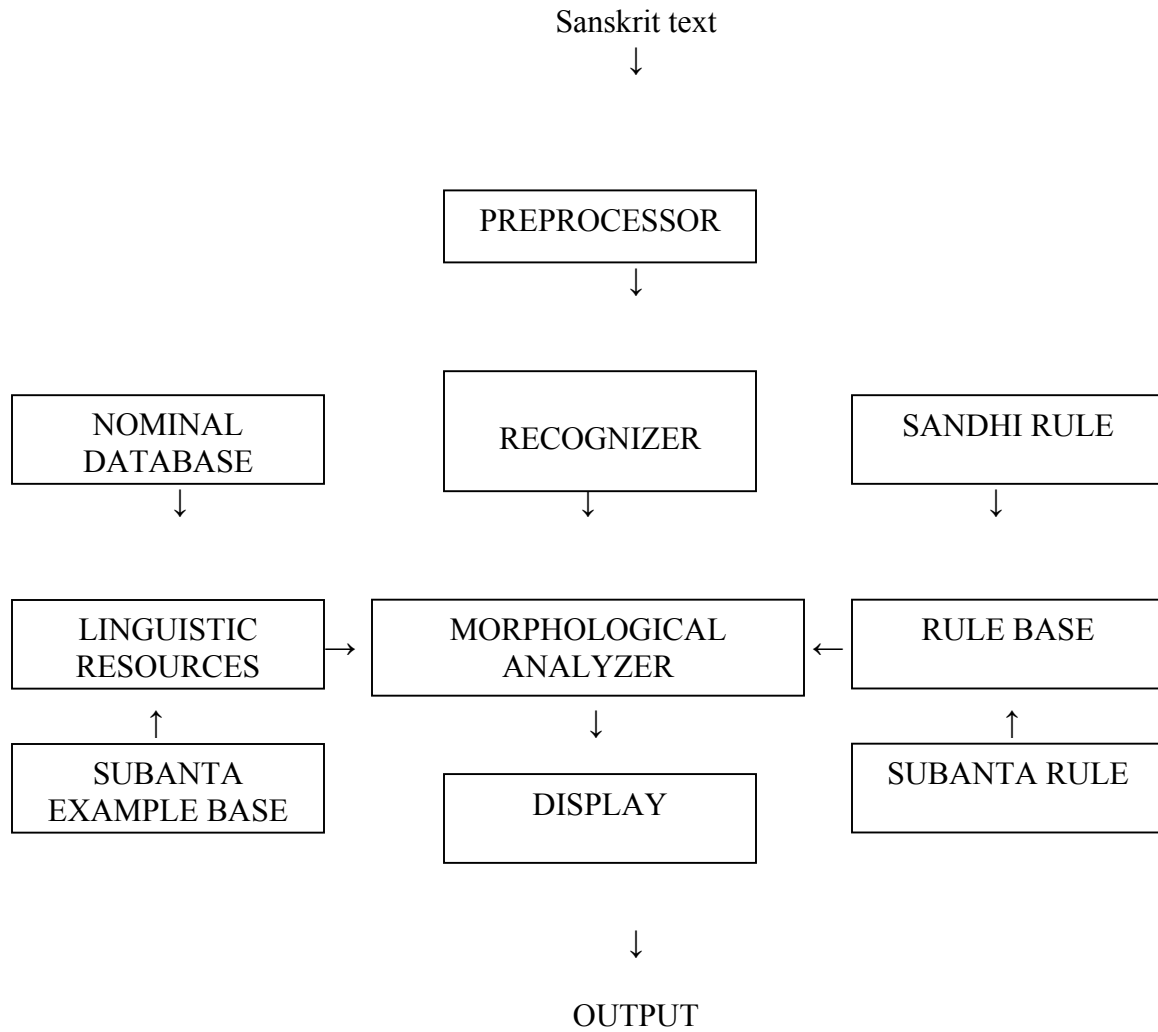 Sanskrit text
↓
PREPROCESSOR
↓
NOMINAL
DATABASE
RECOGNIZER
SANDHI RULE
↓
↓
↓
LINGUISTIC
RESOURCES
→
MORPHOLOGICAL
ANALYZER
←
RULE BASE
↑
↓
↑
SUBANTA
EXAMPLE BASE
DISPLAY
SUBANTA RULE
↓
OUTPUT